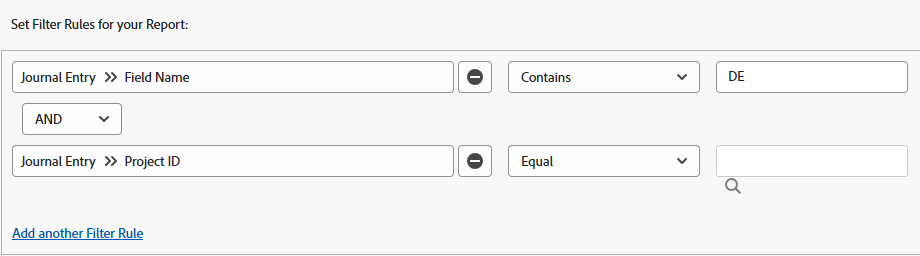 Set Filter Rules for your Report:
Journal Entry >> Field Name Contains DE
AND
Journal Entry >> Project ID Equal
Add another Filter Rule